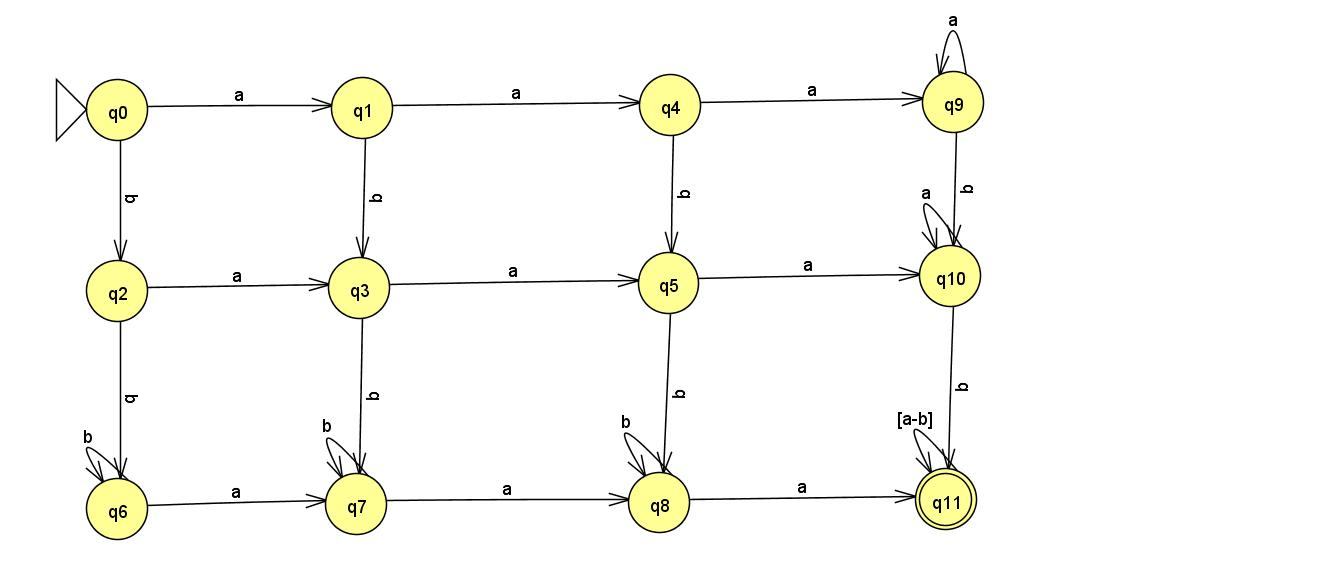 a
a a a
q0 q1 q4 q9
b b b b
a
a a a
q2 q3 q5 q10
b b b b
b b b [a-b]
a a a
q6 q7 q8 q11